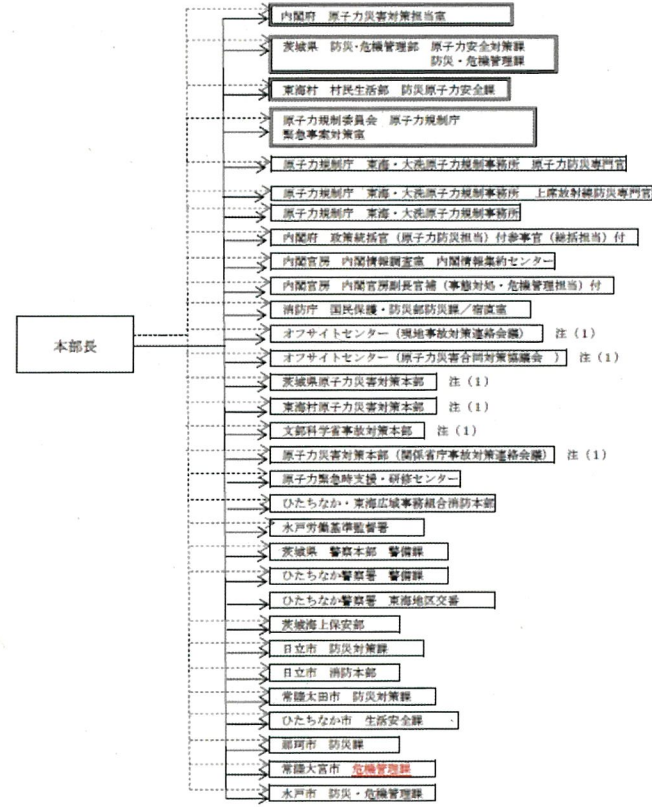 内閣府 原子力災害対策担当室
茨城県 防災・危機管理部 原子力安全対策課
防災・危機管理課
東海村 村民生活部 防災原子力安全課
原子力規制委員会 原子力規制庁
緊急事案対策室
原子力規制庁 東海・大洗原子力規制事務所 原子力防災専門官
原子力規制庁 東海・大洗原子力規制事務所 上席放射線防災専門官
原子力規制庁 東海・大洗原子力規制事務所
内閣府 政策統括官（原子力防災担当）付参事官（総括担当）付
内閣官房 内閣情報調査室 内閣情報集約センター
内閣官房 内閣官房副長官補（事態対処・危機管理担当）付
消防庁 国民保護・防災部防災課／宿直室
本部長
オフサイトセンター（現地事故対策連絡会議） 注（1）
オフサイトセンター（原子力災害合同対策協議会 ） 注（1）
茨城県原子力災害対策本部 注（1）
東海村原子力災害対策本部 注（1）
文部科学省事故対策本部 注（1）
原子力災害対策本部（関係省庁事故対策連絡会議） 注（1）
原子力緊急時支援・研修センター
ひたちなか・東海広域事務組合消防本部
水戸労働基準監督署
茨城県 警察本部 警備課
ひたちなか警察署 警備課
ひたちなか警察署 東海地区交番
茨城海上保安部
日立市 防災対策課
日立市 消防本部
常陸太田市 防災対策課
ひたちなか市 生活安全課
那珂市 防災課
常陸大宮市 危機管理課
水戸市 防災・危機管理課